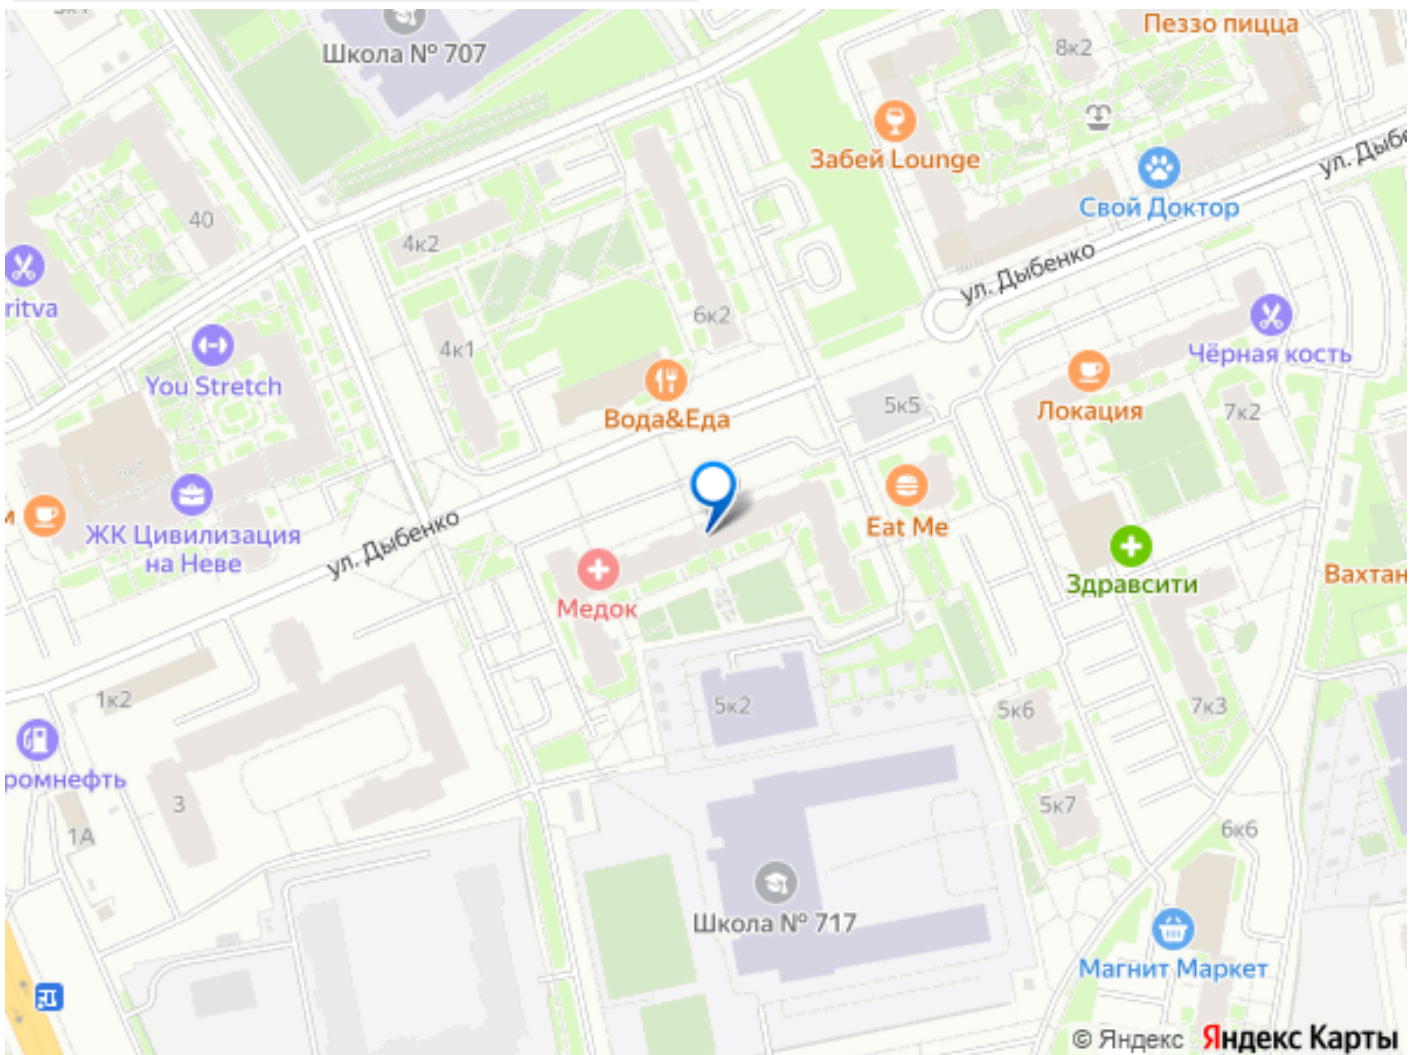 Школа № 707
Пеззо пицца
8к2
Забей Lounge
Свой Доктор
ул. Дыбе
40
4к2
ritva
ул. Дыбенко
6к2
4к1
You Stretch
Чёрная кость
Вода&Еда
5к5
Локация
7к2
ЖК Цивилизация
на Неве
ул. Дыбенко
Eat Me
Медок
Здравсити
Вахтан
1к2
5к2
5к6
7к3
ромнефть
3
1А
5к7
6к6
Школа № 717
Магнит Маркет
© Яндекс Яндекс Карты